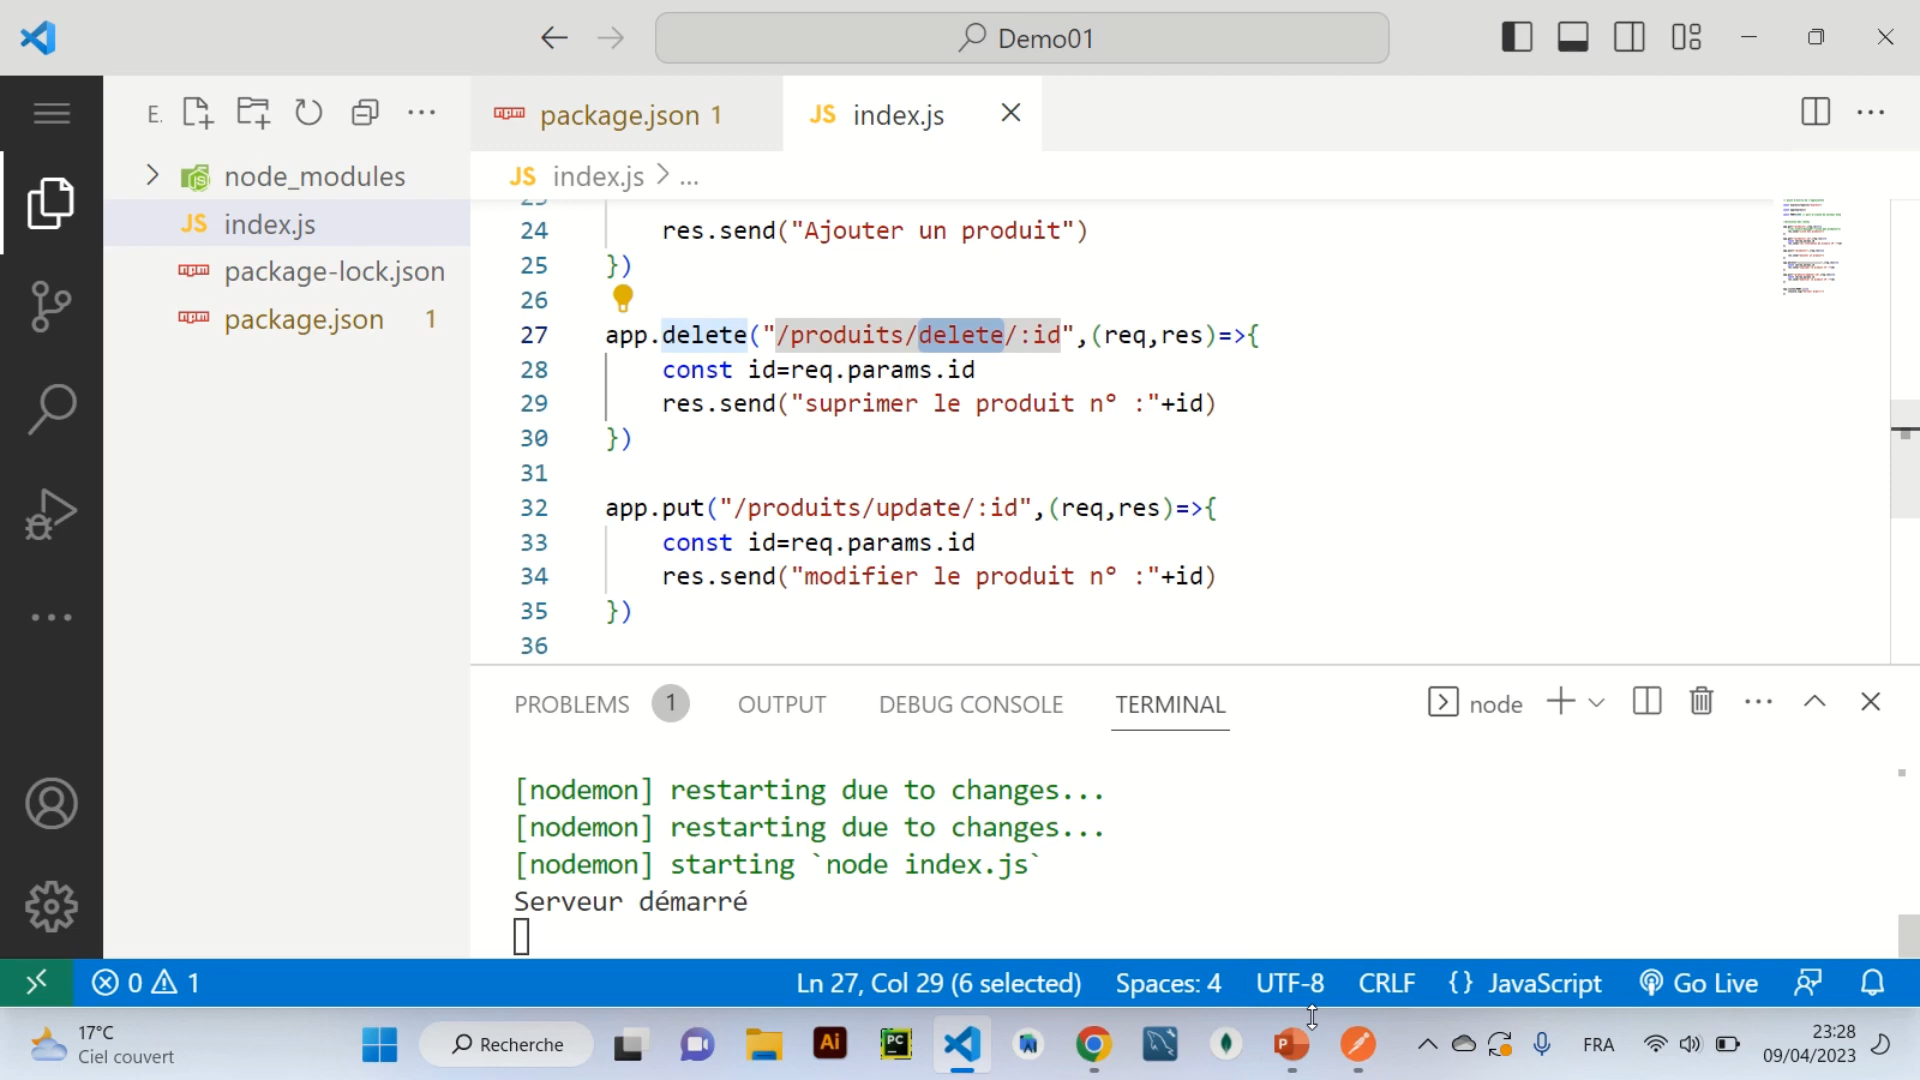 Demo01
E.
package.json 1
JS index.js
node_modules
JS index.js
package-lock.json
package.json 1
JS index.js > ...
24 res.send("Ajouter un produit")
25 })
26
27 app.delete("/produits/delete/:id",(req,res)=>{
28 const id=req.params.id
29 res.send("suprimer le produit n° :"+id)
30 })
31
32 app.put("/produits/update/:id",(req,res)=>{
33 const id=req.params.id
34 res.send("modifier le produit n° :"+id)
35 })
36
PROBLEMS 1 OUTPUT DEBUG CONSOLE TERMINAL node
[nodemon] restarting due to changes...
[nodemon] restarting due to changes...
[nodemon] starting `node index.js`
Serveur démarré
0 1 Ln 27, Col 29 (6 selected) Spaces: 4 UTF-8 CRLF {} JavaScript Go Live
17°C
Ciel couvert
Recherche
Ai
PC
P
FRA
23:28
09/04/2023